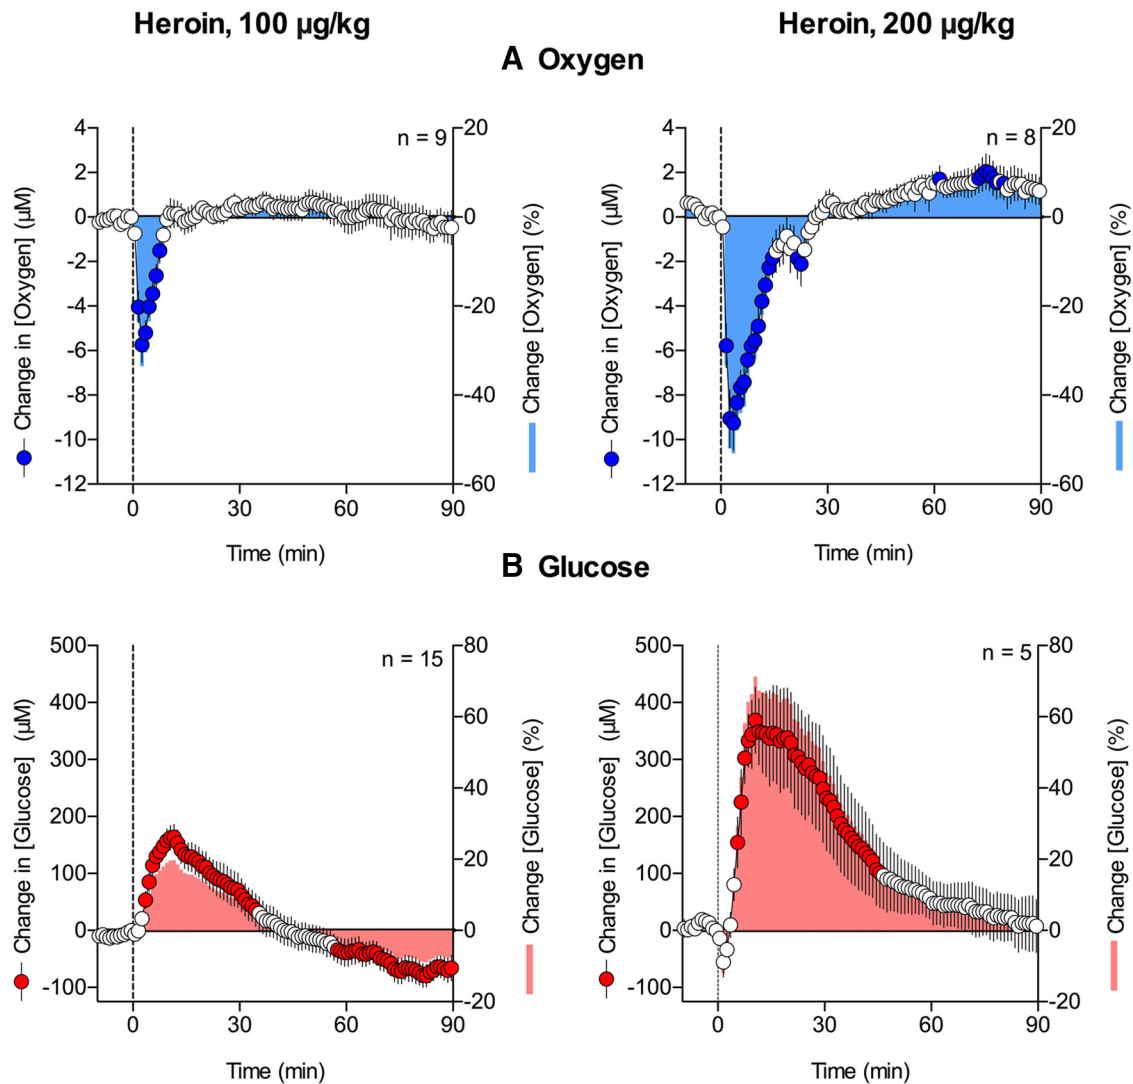 Heroin, 100 µg/kg
Heroin, 200 µg/kg
A Oxygen
n = 9
4
2
0
-2
-4
-6
-8
-10
-12
Change in [Oxygen] (µM)
20
0
-20
-40
-60
Change [Oxygen] (%)
0 30 60 90
Time (min)
n = 8
4
2
0
-2
-4
-6
-8
-10
-12
Change in [Oxygen] (µM)
20
0
-20
-40
-60
Change [Oxygen] (%)
0 30 60 90
Time (min)
B Glucose
n = 15
500
400
300
200
100
0
-100
Change in [Glucose] (µM)
80
60
40
20
0
-20
Change [Glucose] (%)
0 30 60 90
Time (min)
n = 5
500
400
300
200
100
0
-100
Change in [Glucose] (µM)
80
60
40
20
0
-20
Change [Glucose] (%)
0 30 60 90
Time (min)